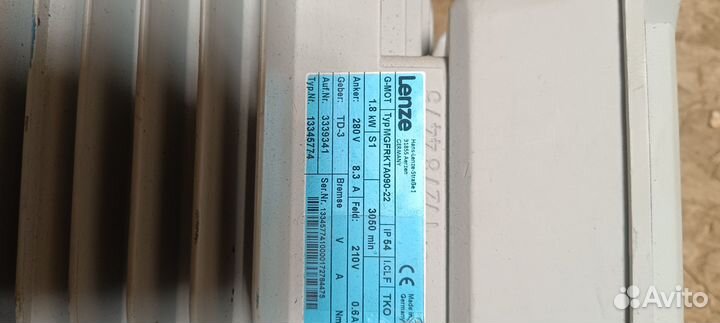 Lenze
Hans-Lenze-Straße 1
31855 Aerzen
GERMANY
CE
Made in
Germany
G-MOT Typ MGFRKTA090-22 IP 54 I.CL F TKO
1.8 kW S1 3050 min⁻¹
Anker: 280 V 8.3 A Feld: 210 V 0.6 A
Geber: TD-3 Bremse V A Nm
Auf.Nr. 3339341 Ser.Nr.
Typ.Nr. 13345774
Avito